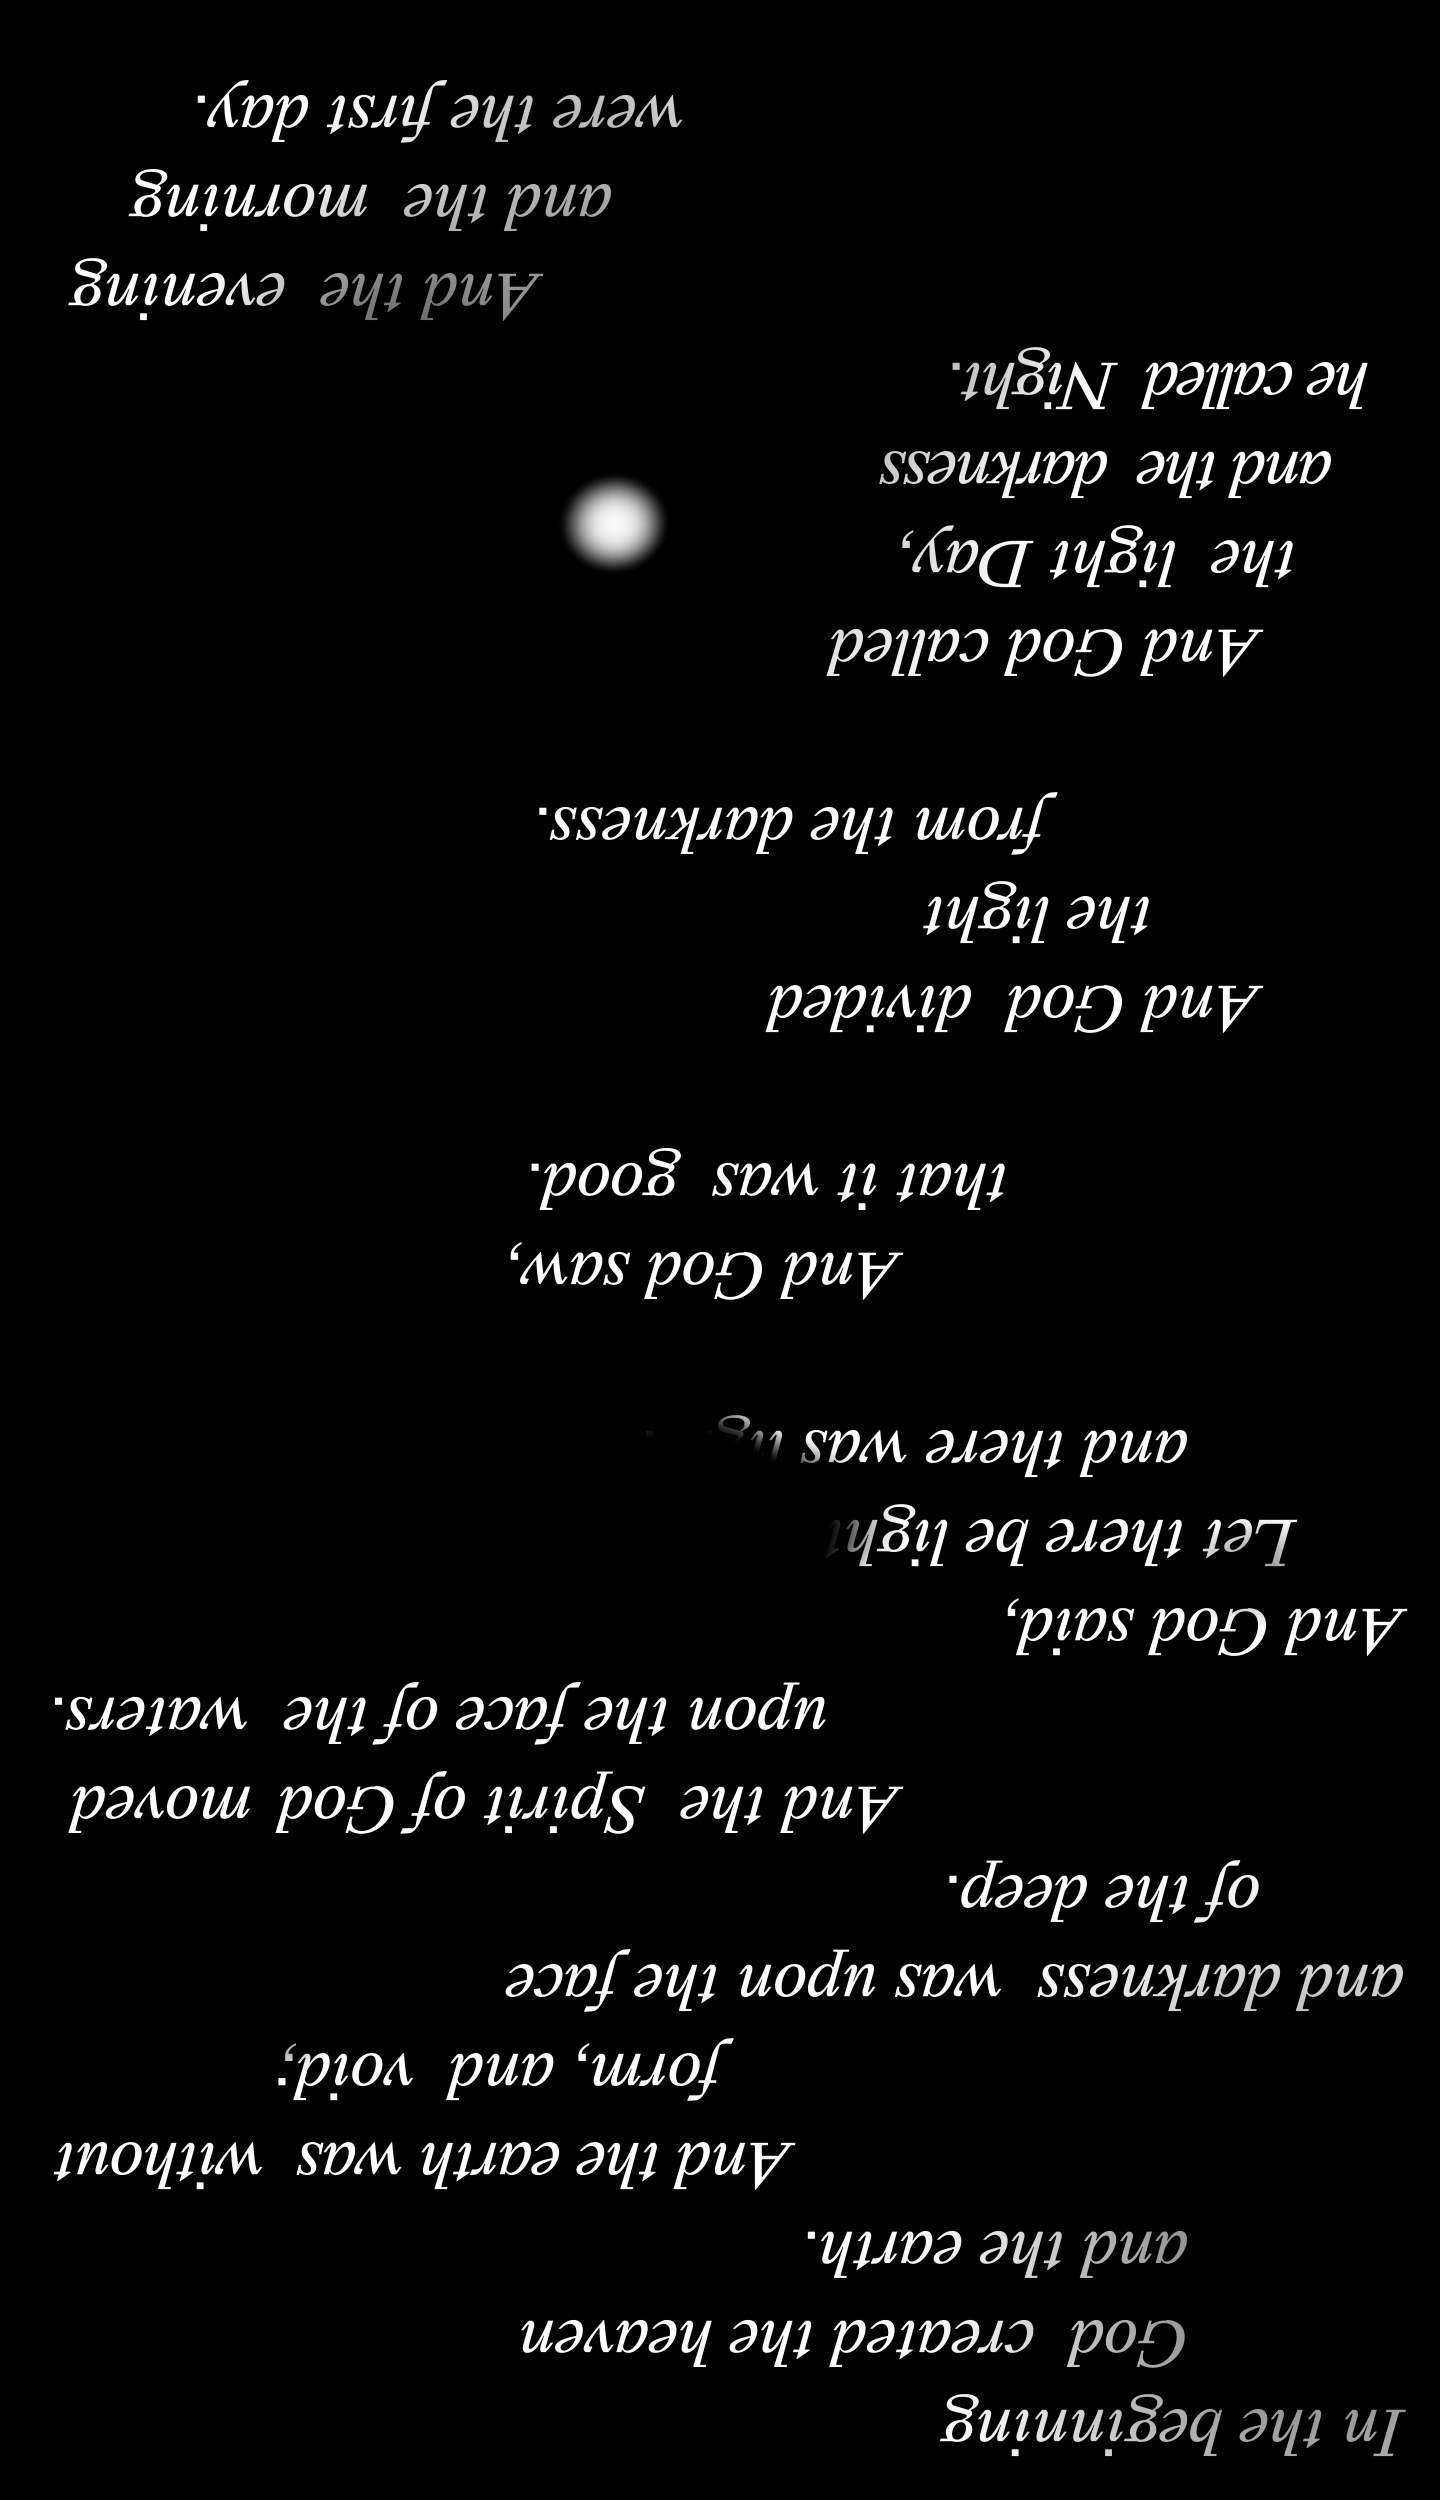 In the beginning
God created the heaven
and the earth.
And the earth was without
form, and void;
and darkness was upon the face
of the deep.
And the Spirit of God moved
upon the face of the waters.
And God said,
Let there be light
and there was
And God saw,
that it was good.
And God divided
the light
from the darkness.
And God called
the light Day,
and the darkness
he called Night.
And the evening
and the morning
were the first day.